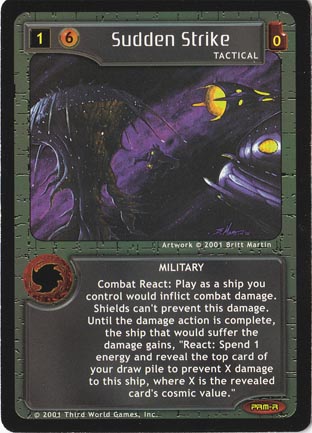 1 6 Sudden Strike 0
TACTICAL
Artwork © 2001 Britt Martin
MILITARY
Combat React: Play as a ship you
control would inflict combat damage.
Shields can't prevent this damage.
Until the damage action is complete,
the ship that would suffer the
damage gains, "React: Spend 1
energy and reveal the top card of
your draw pile to prevent X damage
to this ship, where X is the revealed
card's cosmic value."
© 2001 Third World Games, Inc.
PRM-R